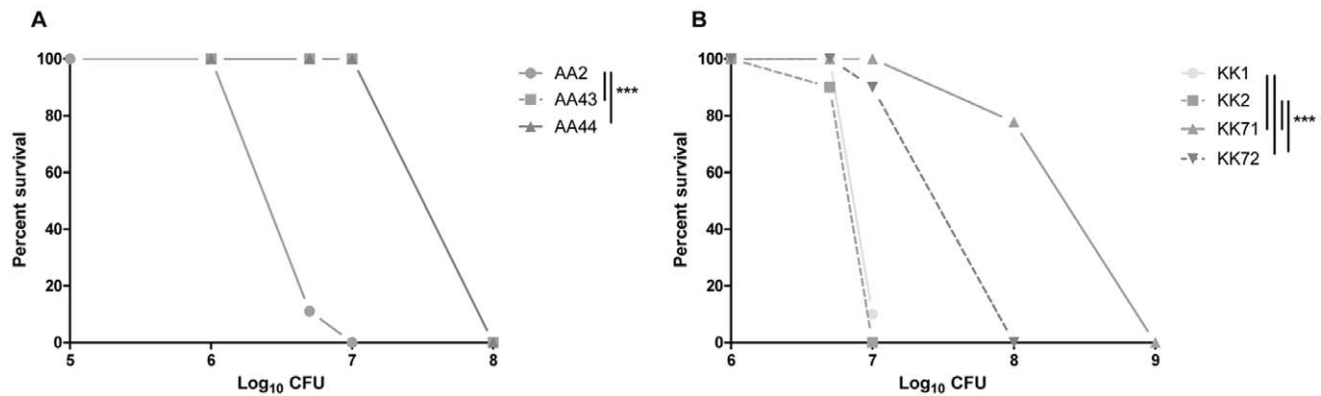 A
Percent survival
100
80
60
40
20
0
5 6 7 8
Log10 CFU
AA2
AA43
AA44
***
B
Percent survival
100
80
60
40
20
0
6 7 8 9
Log10 CFU
KK1
KK2
KK71
KK72
***